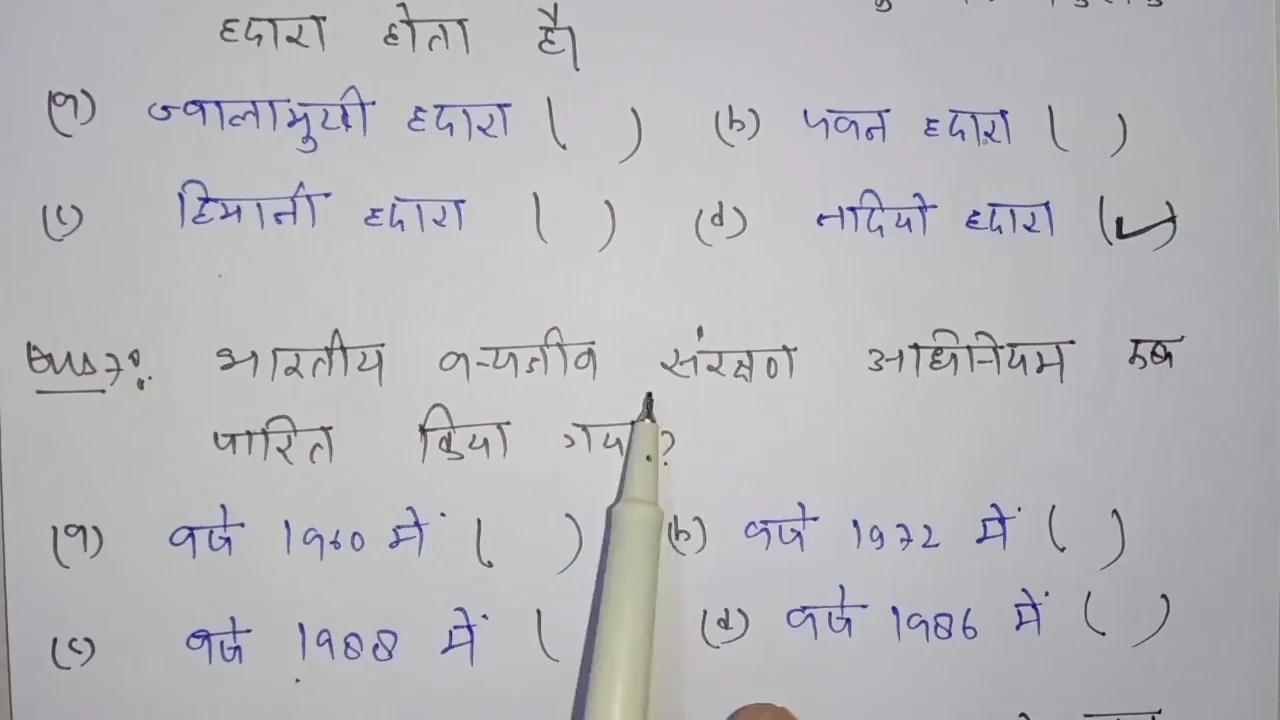 ह्दारा होता है।
(a) ज्वालामुखी ह्दारा ( ) (b) पवन ह्दारा ( )
(c) हिमानी ह्दारा ( ) (d) नदियो ह्दारा (✓)
Ques7: भारतीय वन्यजीव संरक्षण अधिनियम कब
पारित किया गया?
(a) वर्ष 1960 में ( ) (b) वर्ष 1972 में ( )
(c) वर्ष 1988 में ( (d) वर्ष 1986 में ( )